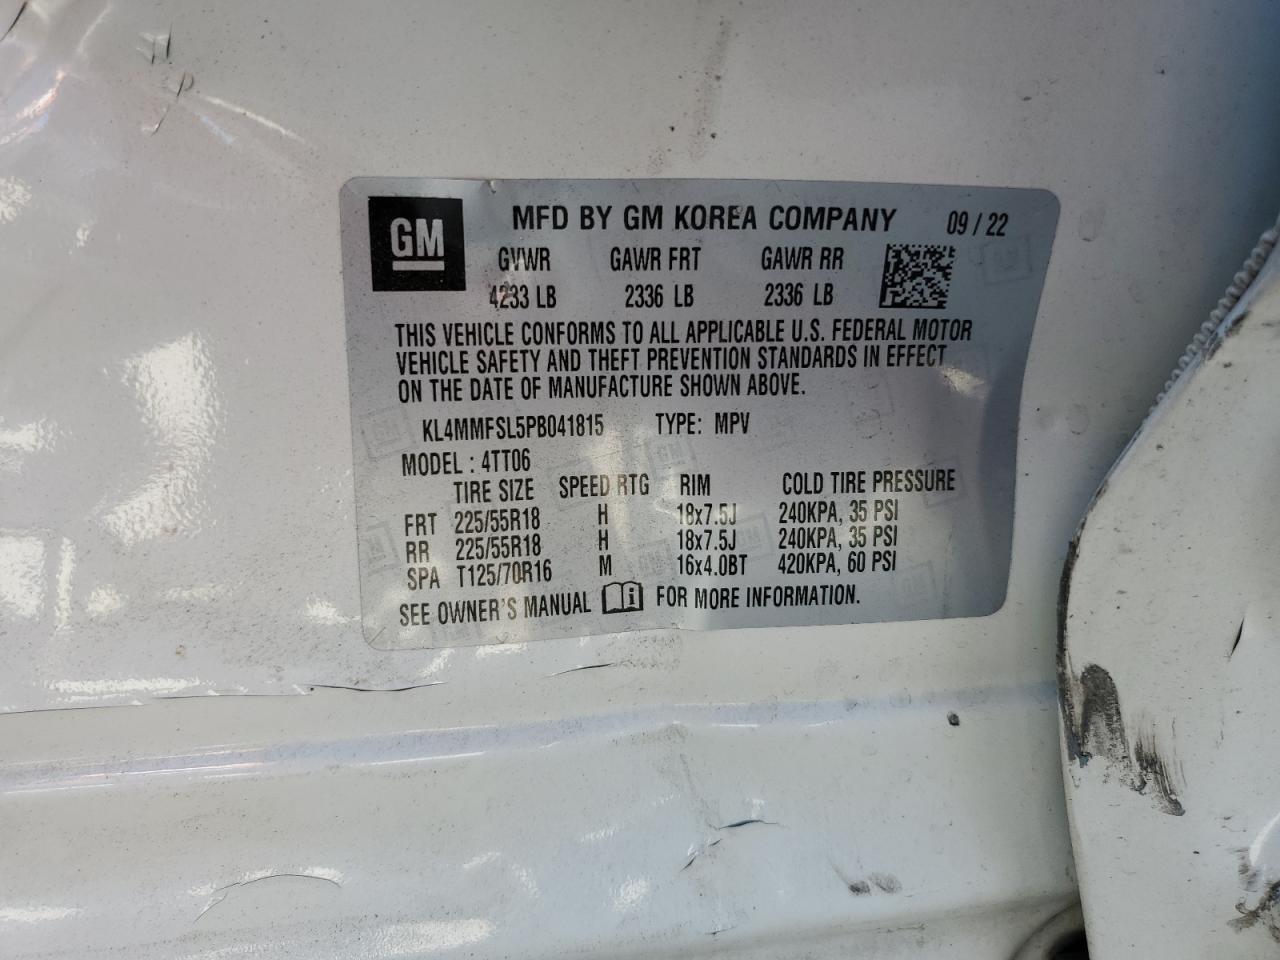 GM
MFD BY GM KOREA COMPANY 09 / 22
GVWR GAWR FRT GAWR RR
4233 LB 2336 LB 2336 LB
THIS VEHICLE CONFORMS TO ALL APPLICABLE U.S. FEDERAL MOTOR
VEHICLE SAFETY AND THEFT PREVENTION STANDARDS IN EFFECT
ON THE DATE OF MANUFACTURE SHOWN ABOVE.
KL4MMFSL5PB041815 TYPE: MPV
MODEL : 4TT06
TIRE SIZE SPEED RTG RIM COLD TIRE PRESSURE
FRT 225/55R18 H 18x7.5J 240KPA, 35 PSI
RR 225/55R18 H 18x7.5J 240KPA, 35 PSI
SPA T125/70R16 M 16x4.0BT 420KPA, 60 PSI
SEE OWNER'S MANUAL i FOR MORE INFORMATION.